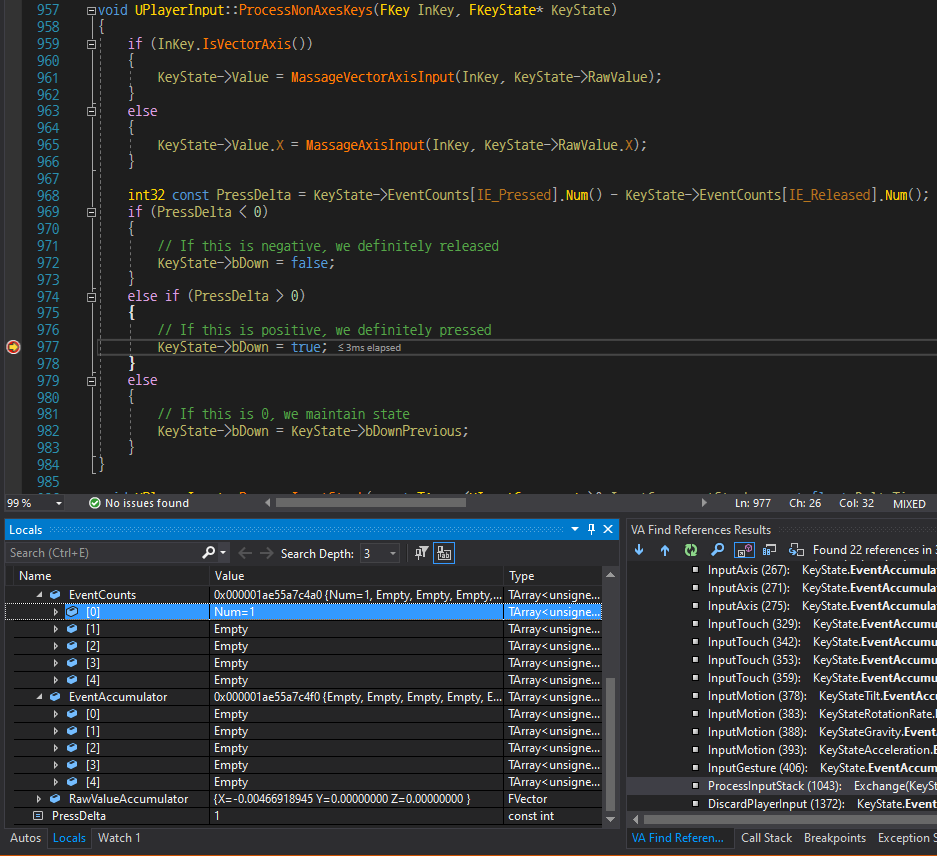 957 void UPlayerInput::ProcessNonAxesKeys(FKey InKey, FKeyState* KeyState)
958 {
959 if (InKey.IsVectorAxis())
960 {
961 KeyState->Value = MassageVectorAxisInput(InKey, KeyState->RawValue);
962 }
963 else
964 {
965 KeyState->Value.X = MassageAxisInput(InKey, KeyState->RawValue.X);
966 }
967
968 int32 const PressDelta = KeyState->EventCounts[IE_Pressed].Num() - KeyState->EventCounts[IE_Released].Num();
969 if (PressDelta < 0)
970 {
971 // If this is negative, we definitely released
972 KeyState->bDown = false;
973 }
974 else if (PressDelta > 0)
975 {
976 // If this is positive, we definitely pressed
977 KeyState->bDown = true; ≤ 3ms elapsed
978 }
979 else
980 {
981 // If this is 0, we maintain state
982 KeyState->bDown = KeyState->bDownPrevious;
983 }
984 }
985
99 % No issues found Ln: 977 Ch: 26 Col: 32 MIXED
Locals
Search (Ctrl+E) Search Depth: 3
Name Value Type
EventCounts 0x000001ae55a7c4a0 {Num=1, Empty, Empty, Empty,... TArray<unsigne...
[0] Num=1 TArray<unsigne...
[1] Empty TArray<unsigne...
[2] Empty TArray<unsigne...
[3] Empty TArray<unsigne...
[4] Empty TArray<unsigne...
EventAccumulator 0x000001ae55a7c4f0 {Empty, Empty, Empty, Empty, E... TArray<unsigne...
[0] Empty TArray<unsigne...
[1] Empty TArray<unsigne...
[2] Empty TArray<unsigne...
[3] Empty TArray<unsigne...
[4] Empty TArray<unsigne...
RawValueAccumulator {X=-0.00466918945 Y=0.00000000 Z=0.00000000 } FVector
PressDelta 1 const int
Autos Locals Watch 1
VA Find References Results
Found 22 references in 3
InputAxis (267): KeyState.EventAccumula
InputAxis (271): KeyState.EventAccumulat
InputAxis (275): KeyState.EventAccumulat
InputTouch (329): KeyState.EventAccumu
InputTouch (342): KeyState.EventAccumu
InputTouch (353): KeyState.EventAccumu
InputTouch (359): KeyState.EventAccumu
InputMotion (378): KeyStateTilt.EventAccu
InputMotion (383): KeyStateRotationRate.
InputMotion (388): KeyStateGravity.Event
InputMotion (393): KeyStateAcceleration.E
InputGesture (406): KeyState.EventAccum
ProcessInputStack (1043): Exchange(KeySt
DiscardPlayerInput (1372): KeyState.Event
VA Find Referen... Call Stack Breakpoints Exception S